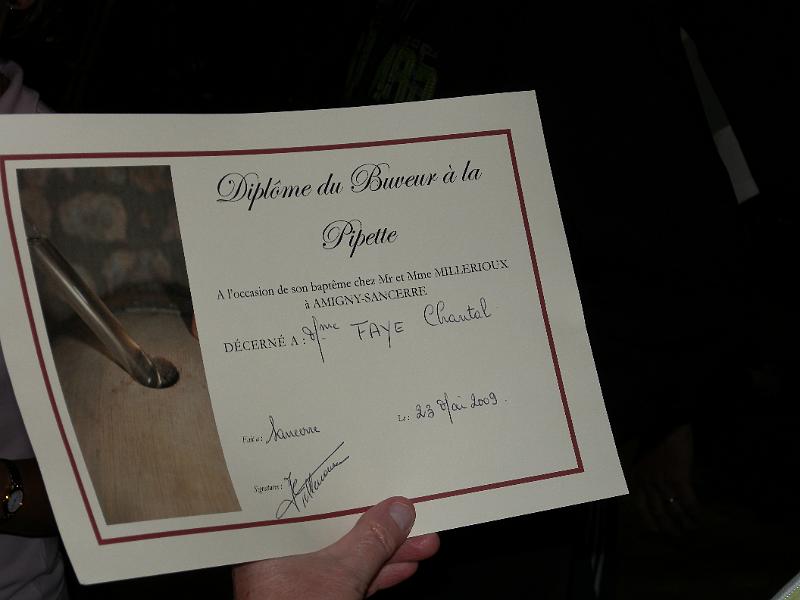 Diplôme du Buveur à la
Pipette
A l'occasion de son baptème chez Mr et Mme MILLERIOUX
à AMIGNY-SANCERRE
DÉCERNÉ A : Mme FAYE Chantal
Fait à : Sancerre Le : 23 Mai 2009.
Signature :